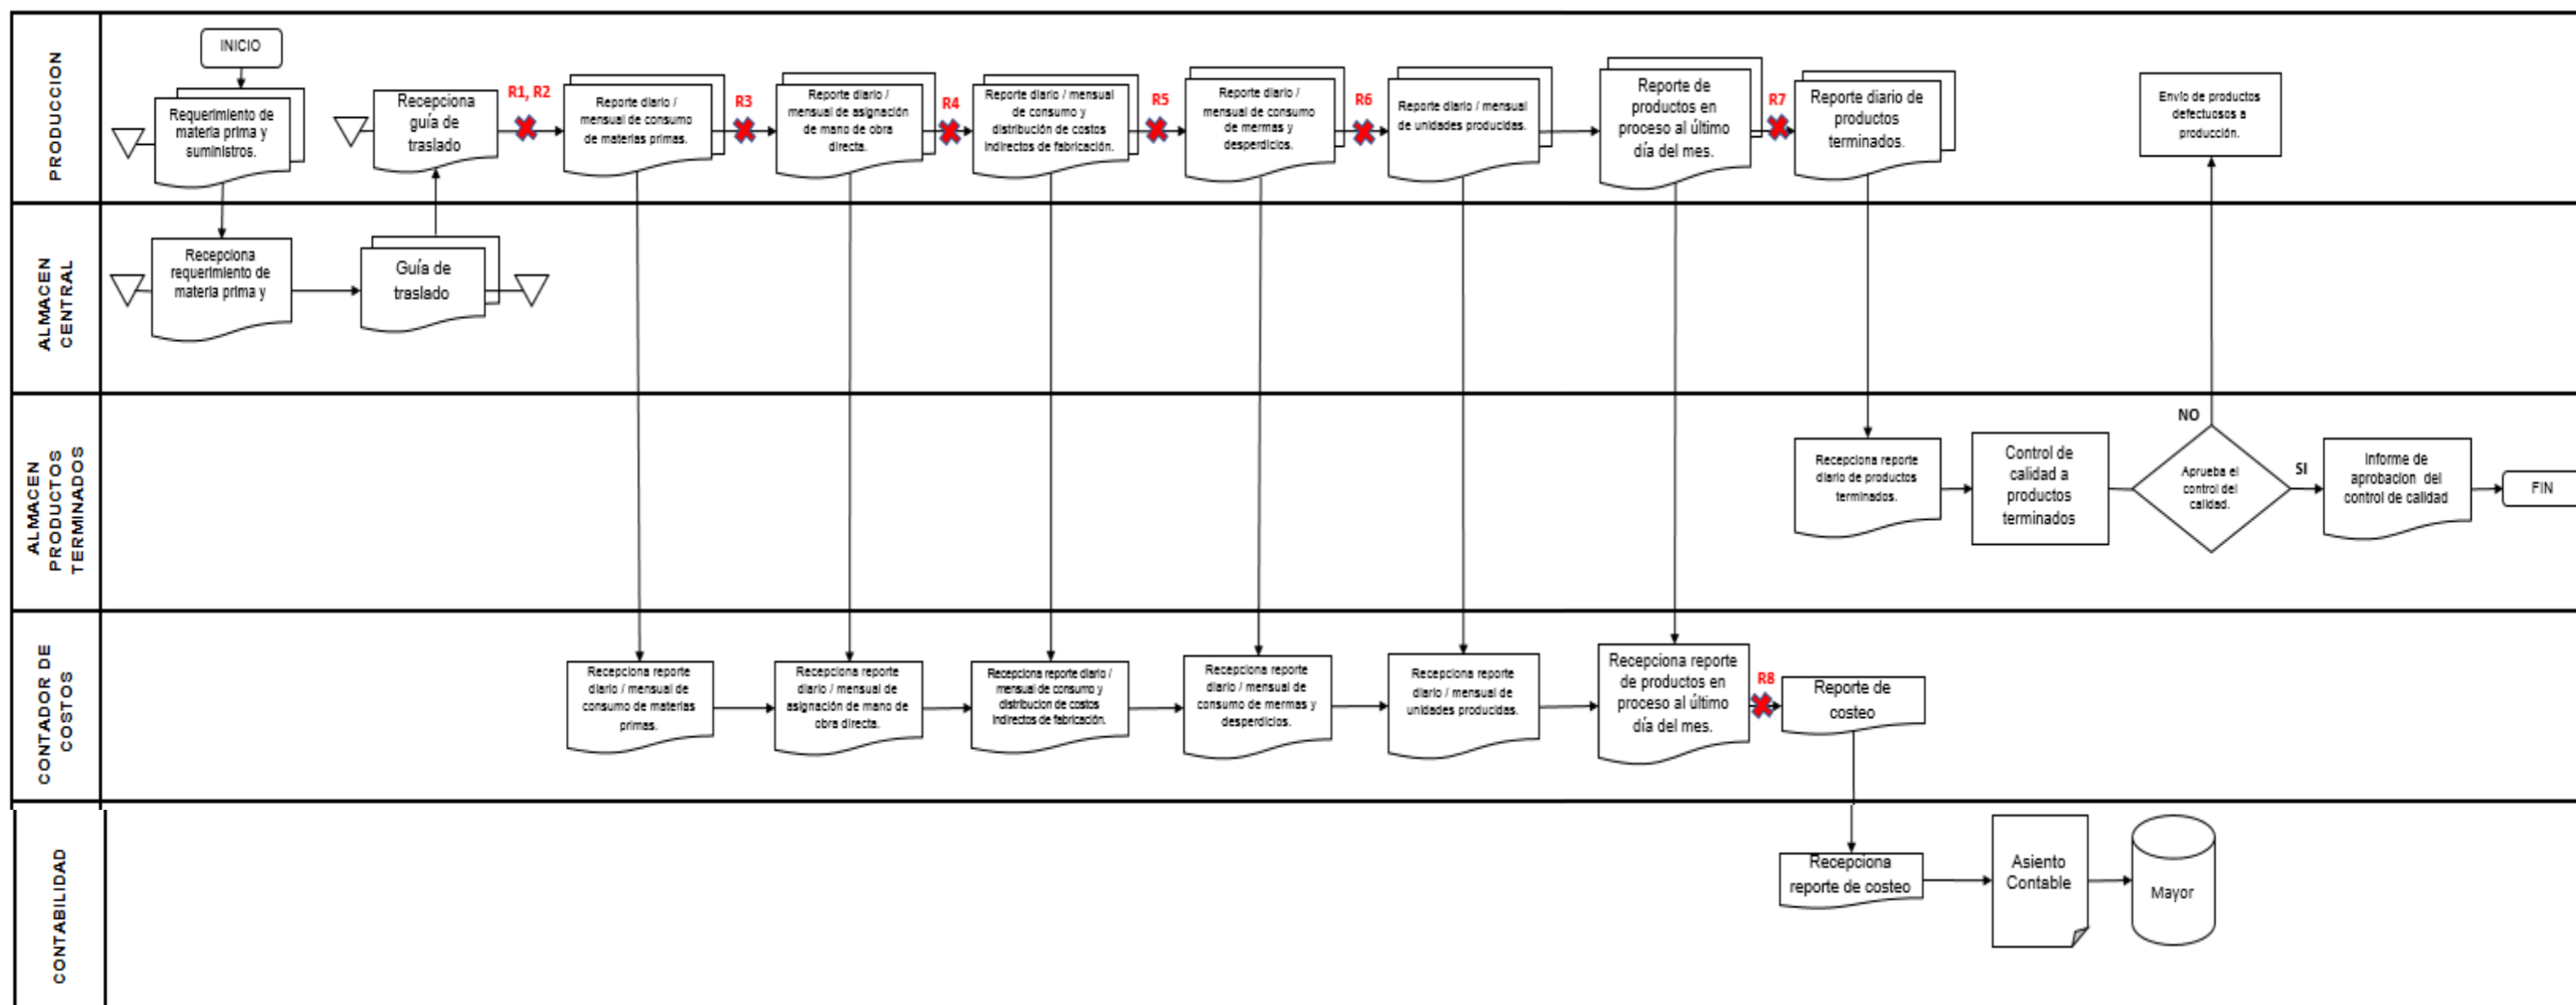 PRODUCCION
INICIO
Requerimiento de
materia prima y
suministros.
Recepciona
guía de
traslado
R1, R2
Reporte diario /
mensual de consumo
de materias primas.
R3
Reporte diario /
mensual de asignación
de mano de obra
directa.
R4
Reporte diario / mensual
de consumo y
distribución de costos
indirectos de fabricación.
R5
Reporte diario /
mensual de consumo
de mermas y
desperdicios.
R6
Reporte diario / mensual
de unidades producidas.
Reporte de
productos en
proceso al último
día del mes.
R7
Reporte diario de
productos
terminados.
Envío de productos
defectuosos a
producción.
ALMACEN
CENTRAL
Recepciona
requerimiento de
materia prima y
Guía de
traslado
ALMACEN
PRODUCTOS
TERMINADOS
Recepciona reporte
diario de productos
terminados.
Control de
calidad a
productos
terminados
NO
Aprueba el
control del
calidad.
SI
Informe de
aprobacion del
control de calidad
FIN
CONTADOR DE
COSTOS
Recepciona reporte
diario / mensual de
consumo de materias
primas.
Recepciona reporte
diario / mensual de
asignación de mano de
obra directa.
Recepciona reporte diario /
mensual de consumo y
distribucion de costos
indirectos de fabricación.
Recepciona reporte
diario / mensual de
consumo de mermas y
desperdicios.
Recepciona reporte
diario / mensual de
unidades producidas.
Recepciona reporte
de productos en
proceso al último
día del mes.
R8
Reporte de
costeo
CONTABILIDAD
Recepciona
reporte de costeo
Asiento
Contable
Mayor